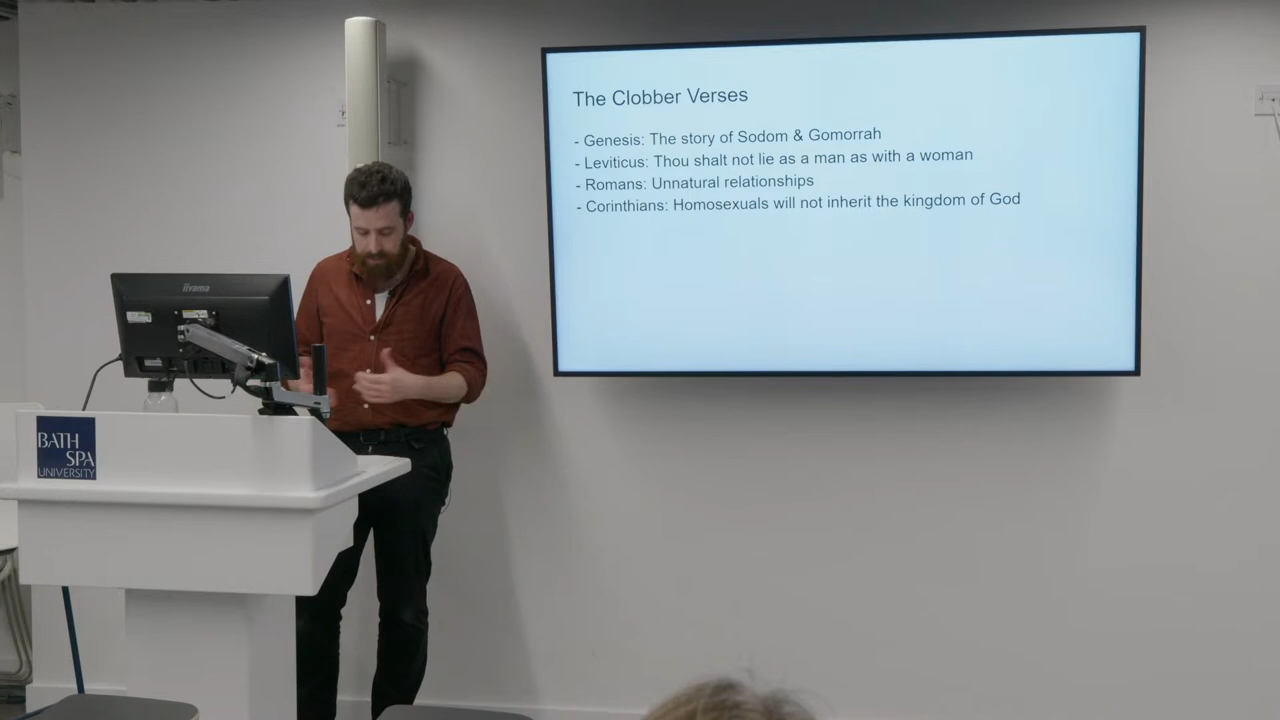 The Clobber Verses
- Genesis: The story of Sodom & Gomorrah
- Leviticus: Thou shalt not lie as a man as with a woman
- Romans: Unnatural relationships
- Corinthians: Homosexuals will not inherit the kingdom of God
iiyama
BATH
SPA
UNIVERSITY